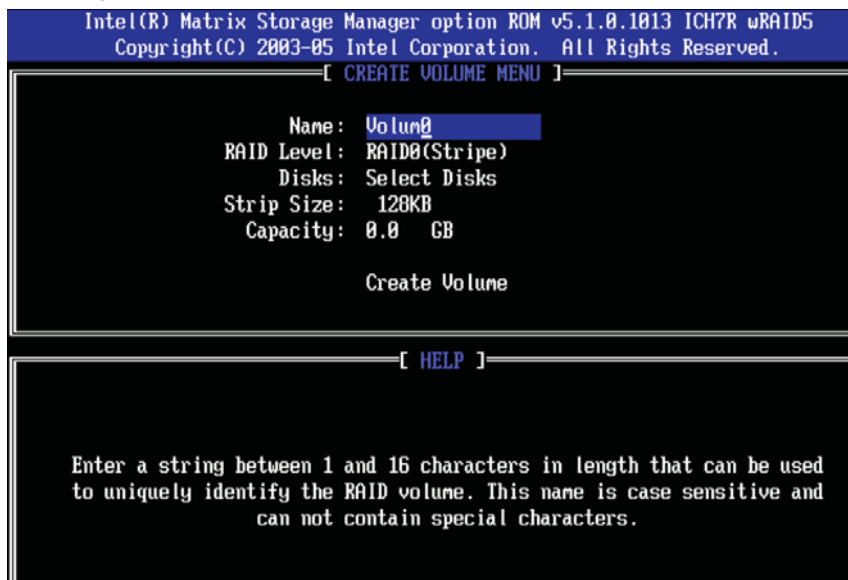 Intel(R) Matrix Storage Manager option ROM v5.1.0.1013 ICH7R wRAID5
Copyright(C) 2003-05 Intel Corporation. All Rights Reserved.
[ CREATE VOLUME MENU ]
Name: Volum0
RAID Level: RAID0(Stripe)
Disks: Select Disks
Strip Size: 128KB
Capacity: 0.0 GB
Create Volume
[ HELP ]
Enter a string between 1 and 16 characters in length that can be used
to uniquely identify the RAID volume. This name is case sensitive and
can not contain special characters.